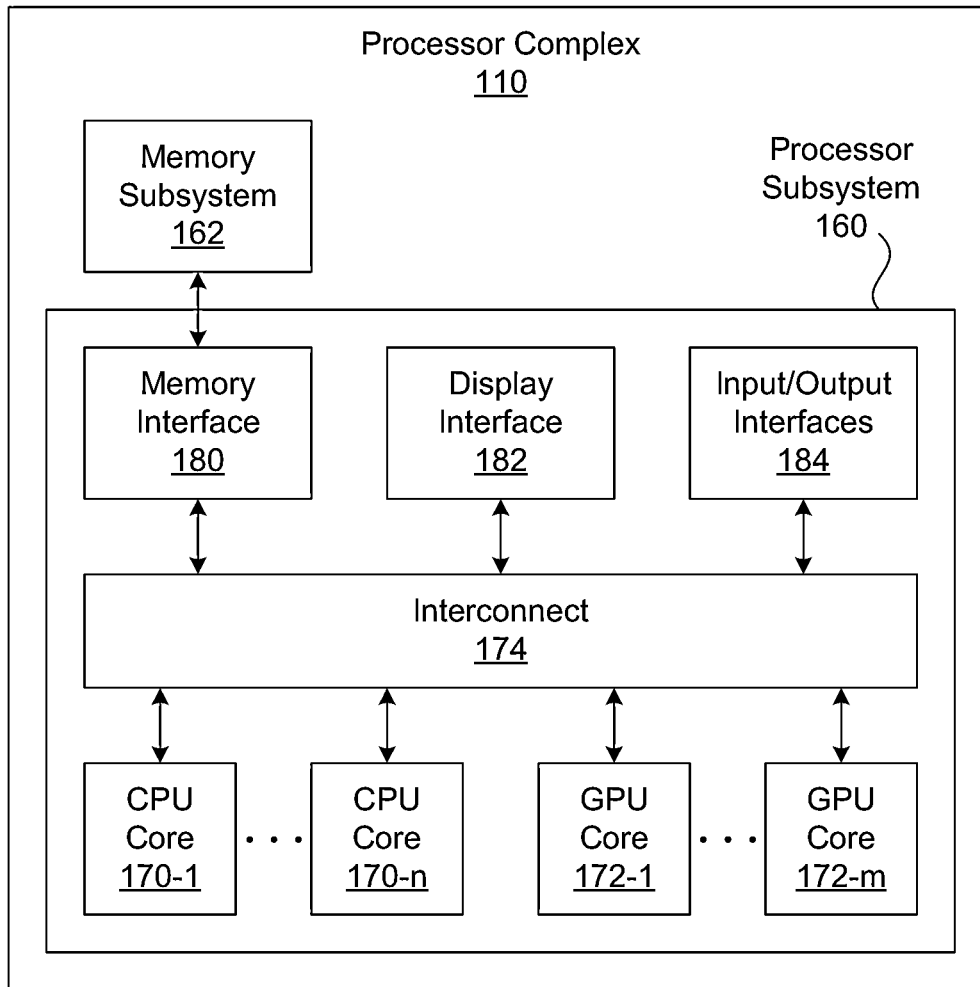 Processor Complex
110
Memory
Subsystem
162
Processor
Subsystem
160
Memory
Interface
180
Display
Interface
182
Input/Output
Interfaces
184
Interconnect
174
CPU
Core
170-1
. . .
CPU
Core
170-n
GPU
Core
172-1
. . .
GPU
Core
172-m